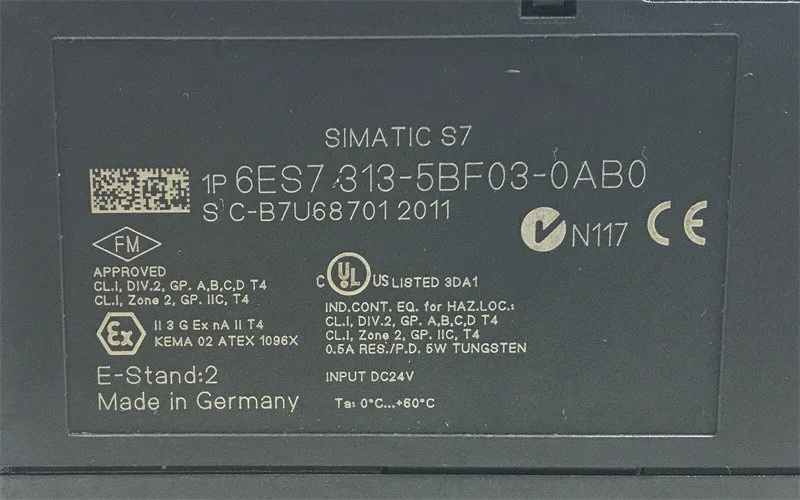 SIMATIC S7
1P 6ES7 313-5BF03-0AB0
S C-B7U68701 2011
N117 CE
FM
APPROVED
CL.I, DIV.2, GP. A,B,C,D T4
CL.I, Zone 2, GP. IIC, T4
Ex
II 3 G Ex nA II T4
KEMA 02 ATEX 1096X
E-Stand:2
Made in Germany
C UL US LISTED 3DA1
IND.CONT. EQ. for HAZ.LOC.:
CL.I, DIV.2, GP. A,B,C,D T4
CL.I, Zone 2, GP. IIC, T4
0.5A RES./P.D. 5W TUNGSTEN
INPUT DC24V
Ta: 0°C...+60°C